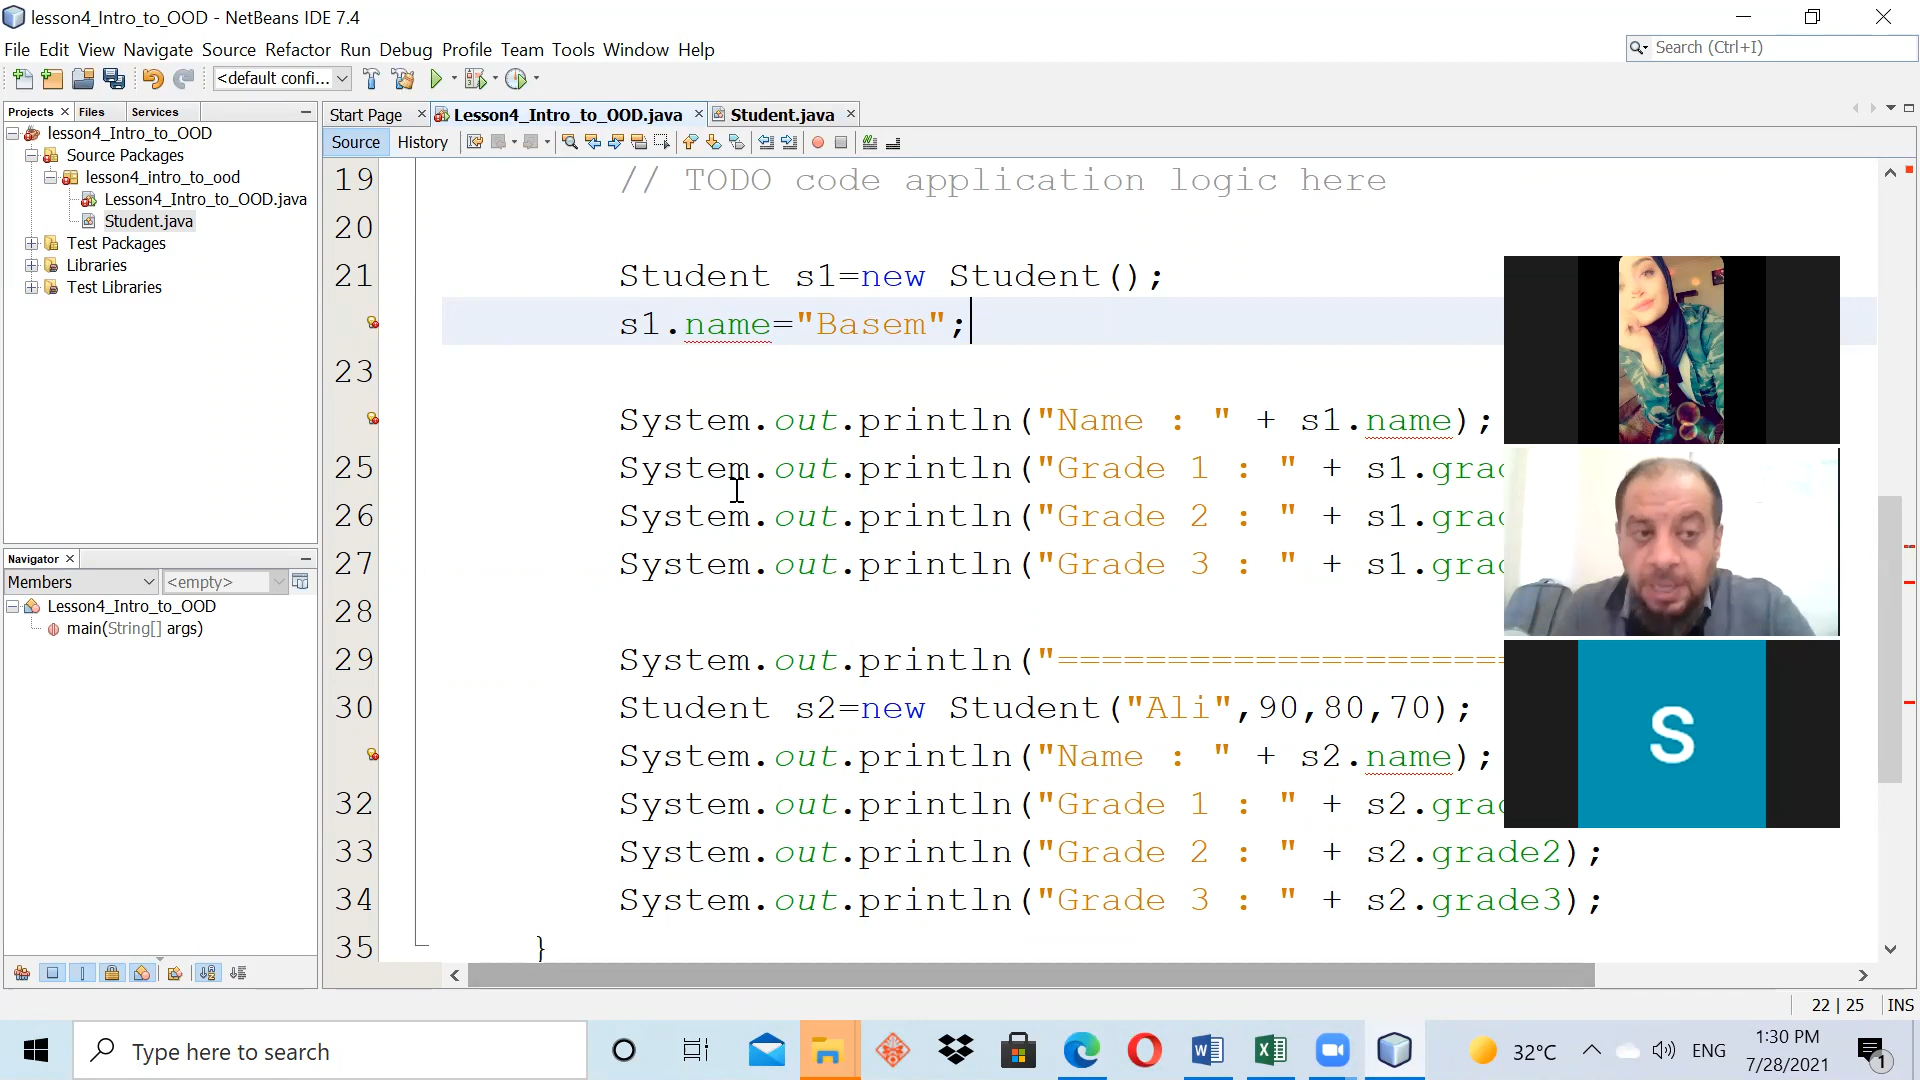 lesson4_Intro_to_OOD - NetBeans IDE 7.4
File Edit View Navigate Source Refactor Run Debug Profile Team Tools Window Help
Search (Ctrl+I)
<default confi...
Projects Files Services
lesson4_Intro_to_OOD
Source Packages
lesson4_intro_to_ood
Lesson4_Intro_to_OOD.java
Student.java
Test Packages
Libraries
Test Libraries
Navigator
Members <empty>
Lesson4_Intro_to_OOD
main(String[] args)
Start Page Lesson4_Intro_to_OOD.java Student.java
Source History
19 // TODO code application logic here
20
21 Student s1=new Student();
s1.name="Basem";
23
System.out.println("Name : " + s1.name);
25 System.out.println("Grade 1 : " + s1.grad
26 System.out.println("Grade 2 : " + s1.grad
27 System.out.println("Grade 3 : " + s1.grad
28
29 System.out.println("=====================
30 Student s2=new Student("Ali",90,80,70);
System.out.println("Name : " + s2.name);
32 System.out.println("Grade 1 : " + s2.grad
33 System.out.println("Grade 2 : " + s2.grade2);
34 System.out.println("Grade 3 : " + s2.grade3);
35 }
S
22 | 25 INS
Type here to search
32°C ENG
1:30 PM
7/28/2021
1